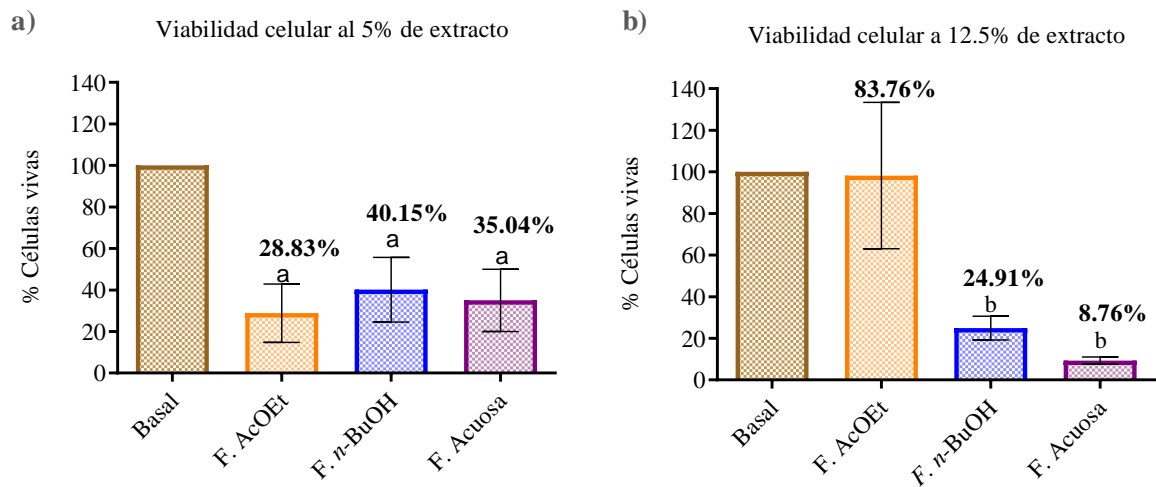 a)
Viabilidad celular al 5% de extracto
% Células vivas
140
120
100
80
60
40
20
0
28.83%
a
40.15%
a
35.04%
a
Basal
F. AcOEt
F. n-BuOH
F. Acuosa
b)
Viabilidad celular a 12.5% de extracto
% Células vivas
140
120
100
80
60
40
20
0
83.76%
24.91%
b
8.76%
b
Basal
F. AcOEt
F. n-BuOH
F. Acuosa